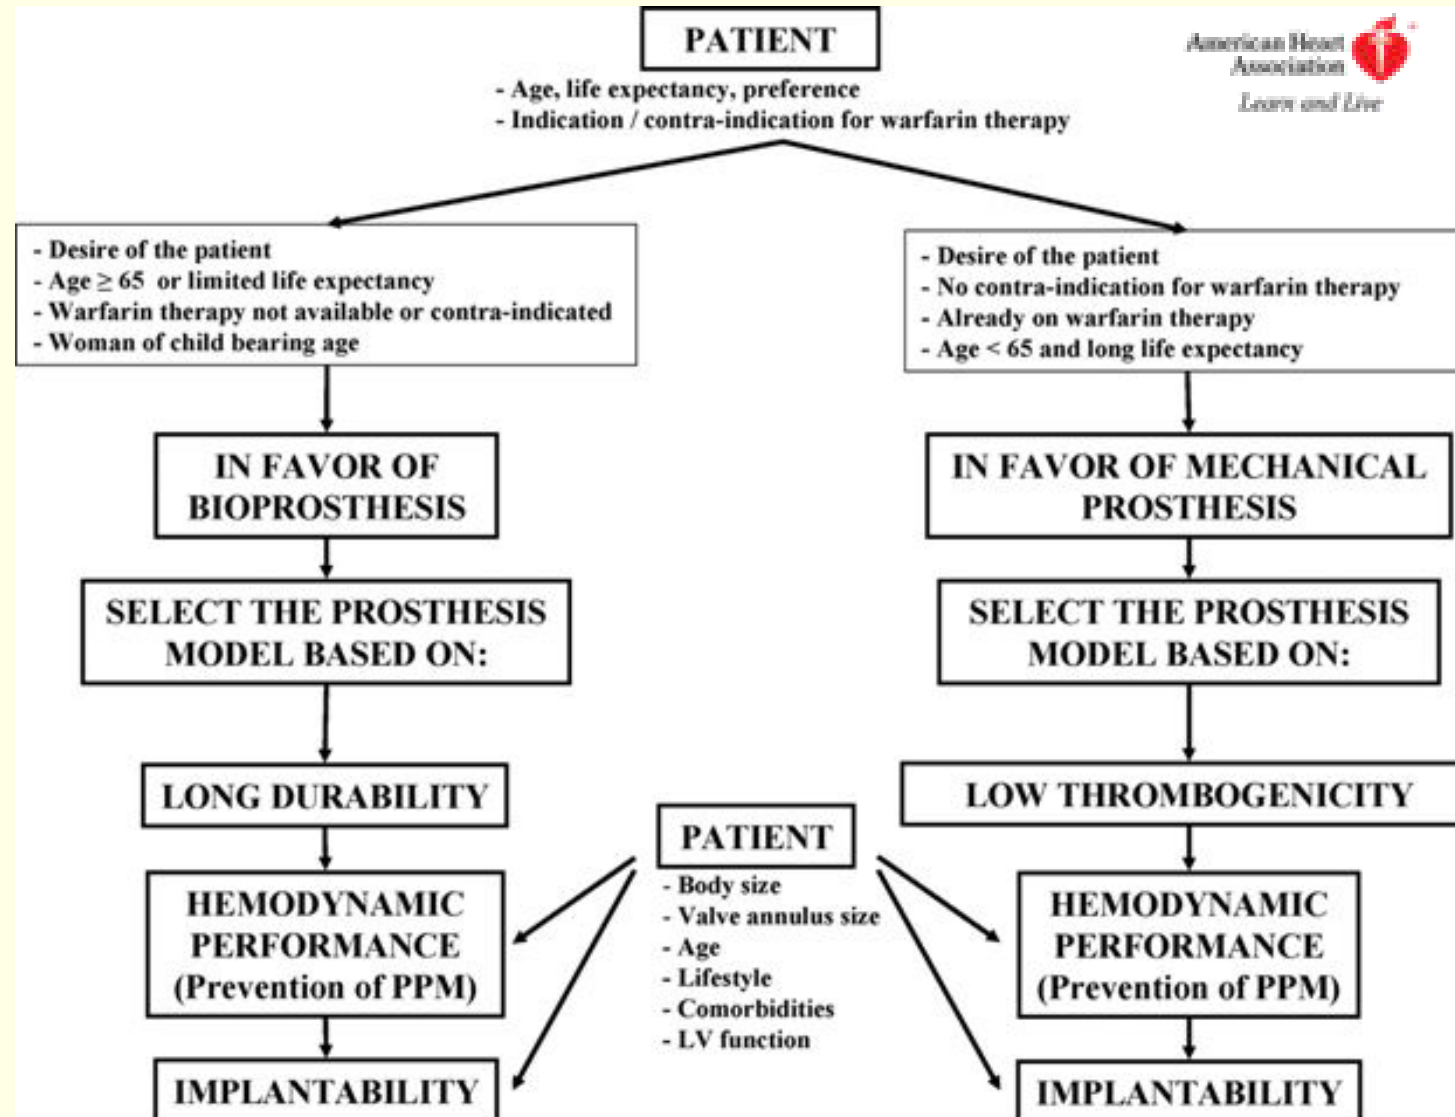 PATIENT
- Age, life expectancy, preference
- Indication / contra-indication for warfarin therapy
American Heart
Association
Learn and Live
- Desire of the patient
- Age ≥ 65 or limited life expectancy
- Warfarin therapy not available or contra-indicated
- Woman of child bearing age
- Desire of the patient
- No contra-indication for warfarin therapy
- Already on warfarin therapy
- Age < 65 and long life expectancy
IN FAVOR OF
BIOPROSTHESIS
IN FAVOR OF MECHANICAL
PROSTHESIS
SELECT THE PROSTHESIS
MODEL BASED ON:
SELECT THE PROSTHESIS
MODEL BASED ON:
LONG DURABILITY
LOW THROMBOGENICITY
PATIENT
- Body size
- Valve annulus size
- Age
- Lifestyle
- Comorbidities
- LV function
HEMODYNAMIC
PERFORMANCE
(Prevention of PPM)
HEMODYNAMIC
PERFORMANCE
(Prevention of PPM)
IMPLANTABILITY
IMPLANTABILITY